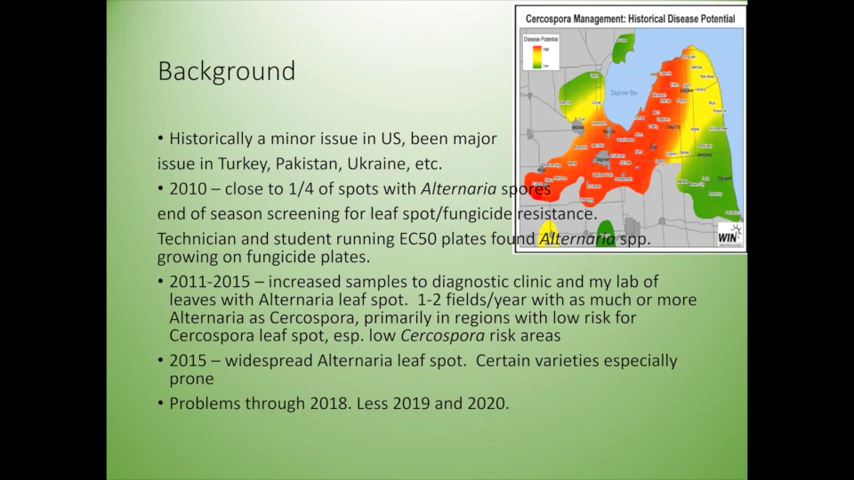 Cercospora Management: Historical Disease Potential
Disease Potential
High
Low
Saginaw Bay
WIN
Background
• Historically a minor issue in US, been major
issue in Turkey, Pakistan, Ukraine, etc.
• 2010 – close to 1/4 of spots with Alternaria spores
end of season screening for leaf spot/fungicide resistance.
Technician and student running EC50 plates found Alternaria spp.
growing on fungicide plates.
• 2011-2015 – increased samples to diagnostic clinic and my lab of
leaves with Alternaria leaf spot. 1-2 fields/year with as much or more
Alternaria as Cercospora, primarily in regions with low risk for
Cercospora leaf spot, esp. low Cercospora risk areas
• 2015 – widespread Alternaria leaf spot. Certain varieties especially
prone
• Problems through 2018. Less 2019 and 2020.